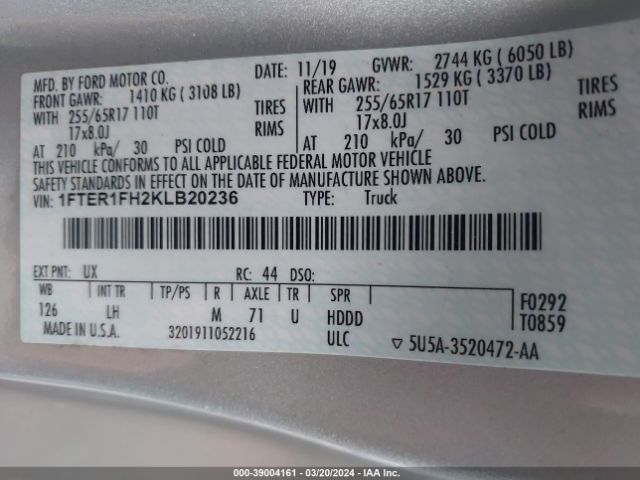 MFD. BY FORD MOTOR CO. DATE: 11/19 GVWR: 2744 KG ( 6050 LB)
FRONT GAWR: 1410 KG ( 3108 LB) REAR GAWR: 1529 KG ( 3370 LB)
WITH 255/65R17 110T TIRES WITH 255/65R17 110T TIRES
17x8.0J RIMS 17x8.0J RIMS
AT 210 kPa/ 30 PSI COLD AT 210 kPa/ 30 PSI COLD
THIS VEHICLE CONFORMS TO ALL APPLICABLE FEDERAL MOTOR VEHICLE
SAFETY STANDARDS IN EFFECT ON THE DATE OF MANUFACTURE SHOWN ABOVE.
VIN: 1FTER1FH2KLB20236 TYPE: Truck
EXT PNT: UX RC: 44 DSO:
WB INT TR TP/PS R AXLE TR SPR F0292
126 LH M 71 U HDDD T0859
MADE IN U.S.A. 3201911052216 ULC ▽ 5U5A-3520472-AA
000-39004161 - 03/20/2024 - IAA Inc.